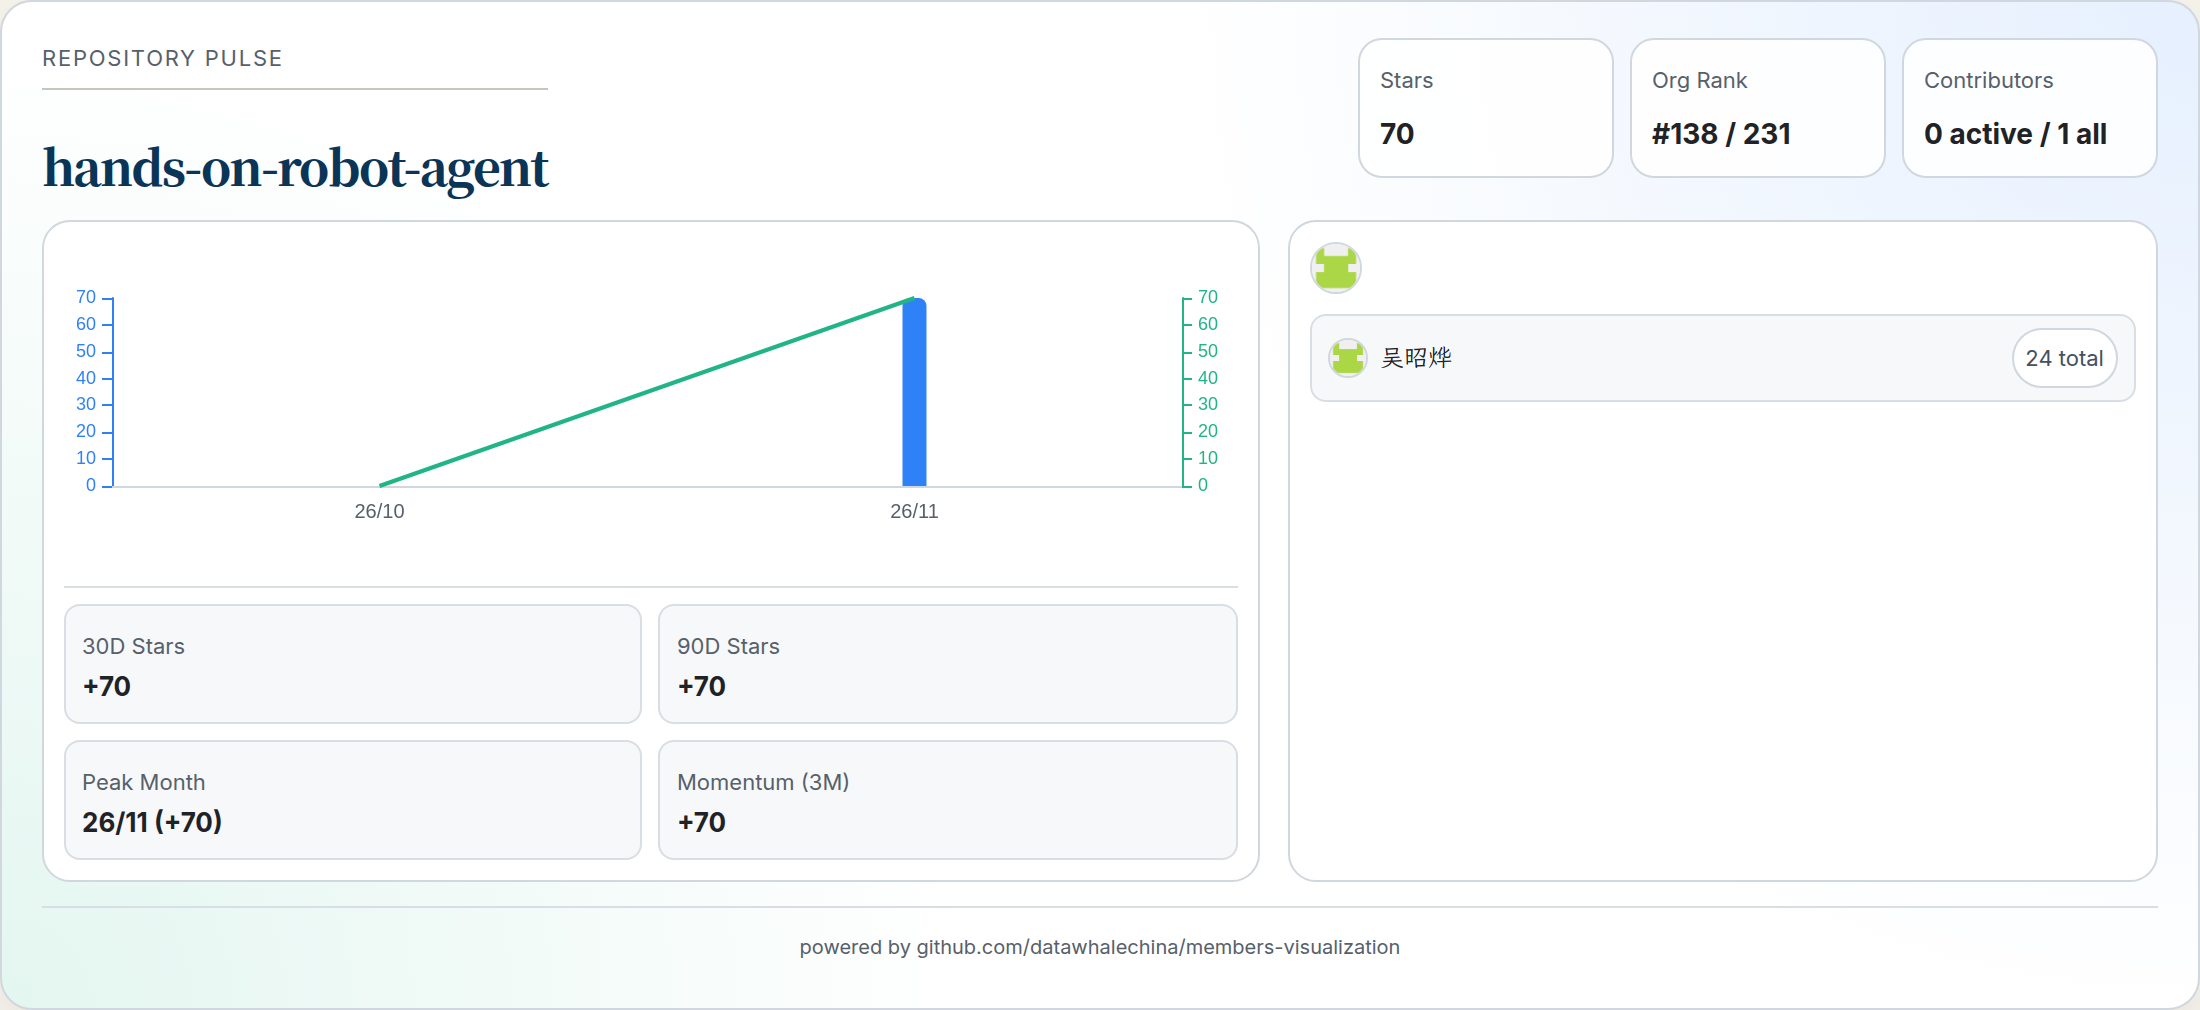 REPOSITORY PULSE
hands-on-robot-agent
Stars
70
Org Rank
#138 / 231
Contributors
0 active / 1 all
70
60
50
40
30
20
10
0
70
60
50
40
30
20
10
0
26/10
26/11
30D Stars
+70
90D Stars
+70
Peak Month
26/11 (+70)
Momentum (3M)
+70
吴昭烨
24 total
powered by github.com/datawhalechina/members-visualization